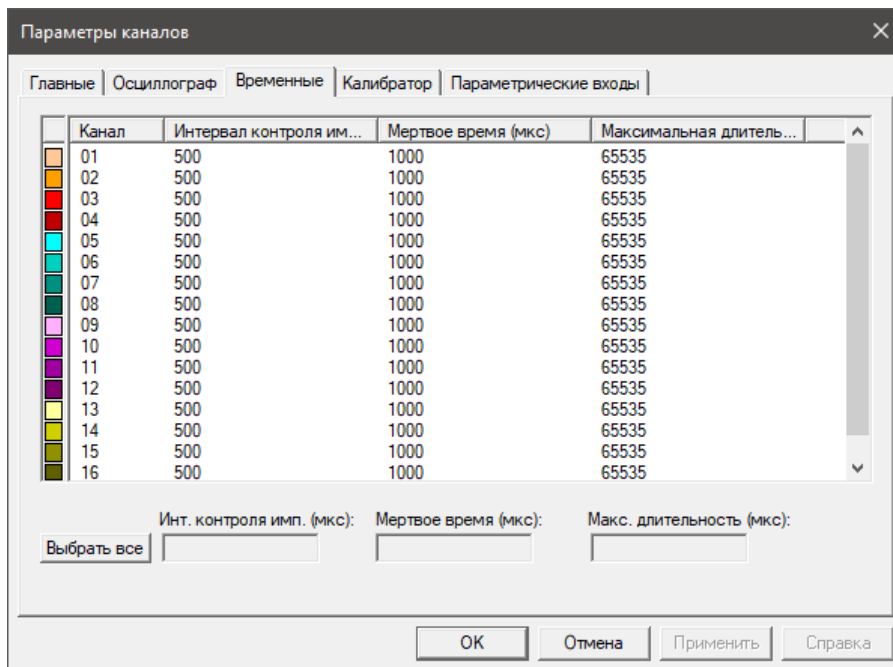 Параметры каналов
Главные Осциллограф Временные Калибратор Параметрические входы
Канал Интервал контроля им... Мертвое время (мкс) Максимальная длитель...
01 500 1000 65535
02 500 1000 65535
03 500 1000 65535
04 500 1000 65535
05 500 1000 65535
06 500 1000 65535
07 500 1000 65535
08 500 1000 65535
09 500 1000 65535
10 500 1000 65535
11 500 1000 65535
12 500 1000 65535
13 500 1000 65535
14 500 1000 65535
15 500 1000 65535
16 500 1000 65535
Инт. контроля имп. (мкс): Мертвое время (мкс): Макс. длительность (мкс):
Выбрать все
OK Отмена Применить Справка